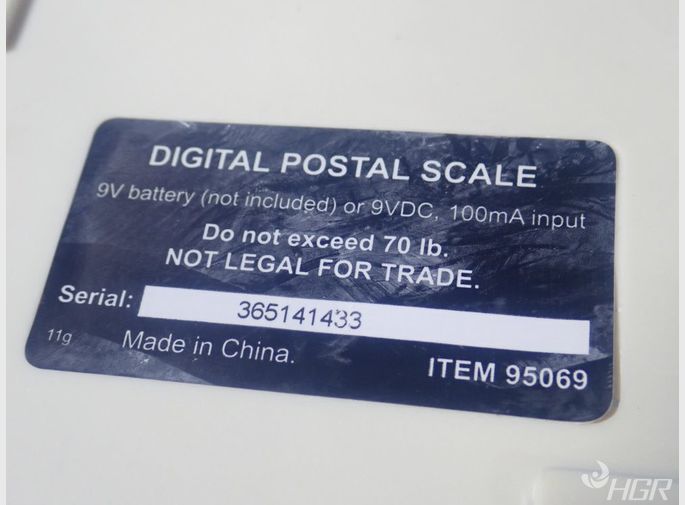 DIGITAL POSTAL SCALE
9V battery (not included) or 9VDC, 100mA input
Do not exceed 70 lb.
NOT LEGAL FOR TRADE.
Serial: 365141433
11g Made in China. ITEM 95069
HGR